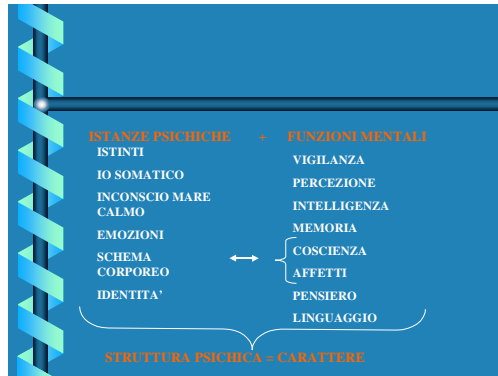 ISTANZE PSICHICHE + FUNZIONI MENTALI
ISTINTI
IO SOMATICO
INCONSCIO MARE
CALMO
EMOZIONI
SCHEMA
CORPOREO
IDENTITA’
VIGILANZA
PERCEZIONE
INTELLIGENZA
MEMORIA
COSCIENZA
AFFETTI
PENSIERO
LINGUAGGIO
STRUTTURA PSICHICA = CARATTERE